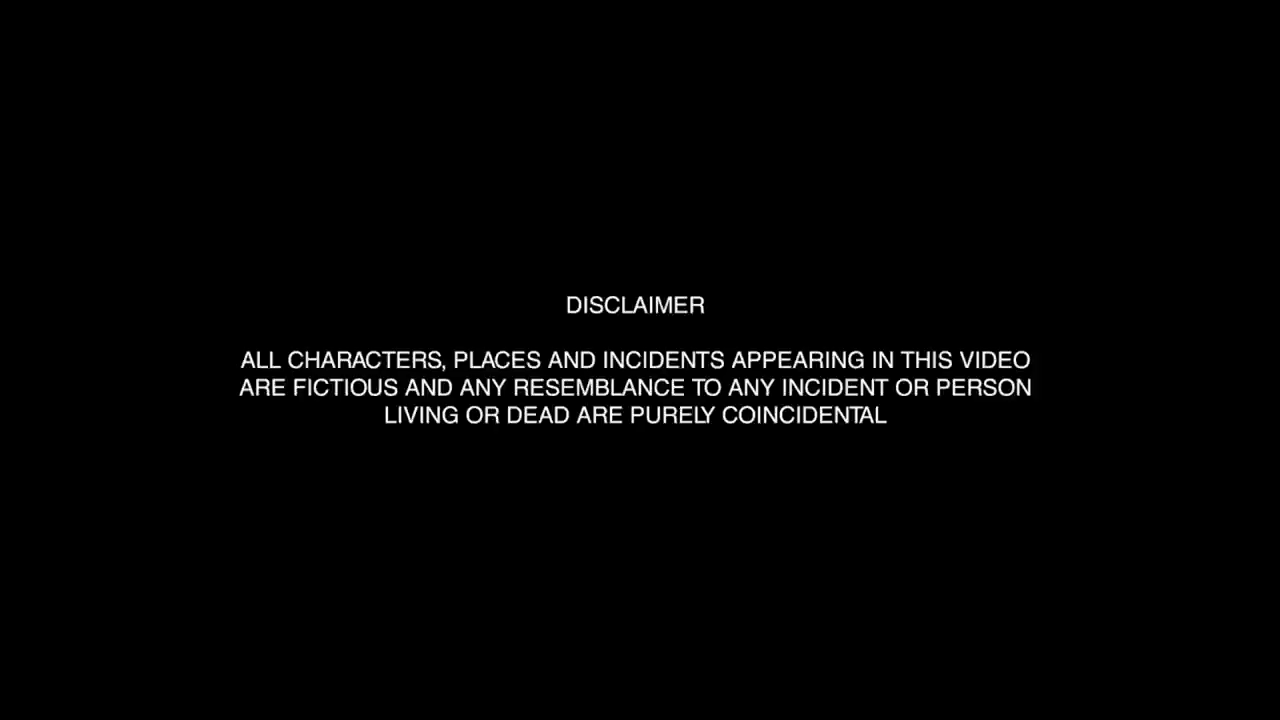 DISCLAIMER
ALL CHARACTERS, PLACES AND INCIDENTS APPEARING IN THIS VIDEO
ARE FICTIOUS AND ANY RESEMBLANCE TO ANY INCIDENT OR PERSON
LIVING OR DEAD ARE PURELY COINCIDENTAL